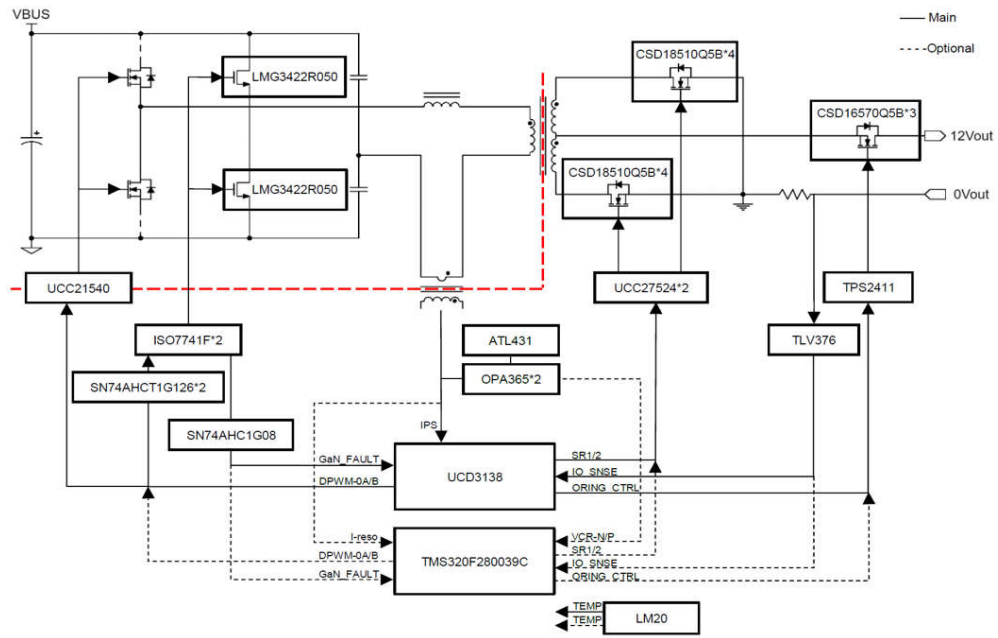 VBUS
Main
Optional
LMG3422R050
CSD18510Q5B*4
CSD16570Q5B*3
12Vout
LMG3422R050
CSD18510Q5B*4
0Vout
UCC21540
UCC27524*2
TPS2411
ISO7741F*2
ATL431
TLV376
SN74AHCT1G126*2
OPA365*2
SN74AHC1G08
IPS
GaN_FAULT
SR1/2
UCD3138
IO_SNSE
DPWM-0A/B
ORING_CTRL
I-reso
VCR-N/P
DPWM-0A/B
SR1/2
TMS320F280039C
IO_SNSE
GaN_FAULT
ORING_CTRL
TEMP
LM20
TEMP